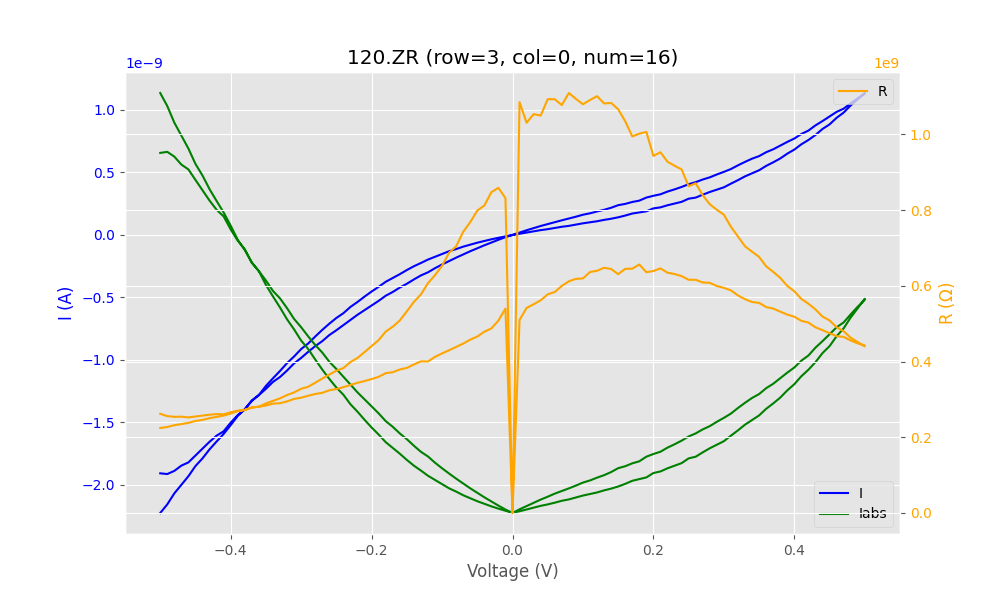 120.ZR (row=3, col=0, num=16)
1e−9
1e9
R
1.0
0.5
0.0
−0.5
−1.0
−1.5
−2.0
I (A)
1.0
0.8
0.6
0.4
0.2
0.0
R (Ω)
I
Iabs
−0.4
−0.2
0.0
0.2
0.4
Voltage (V)